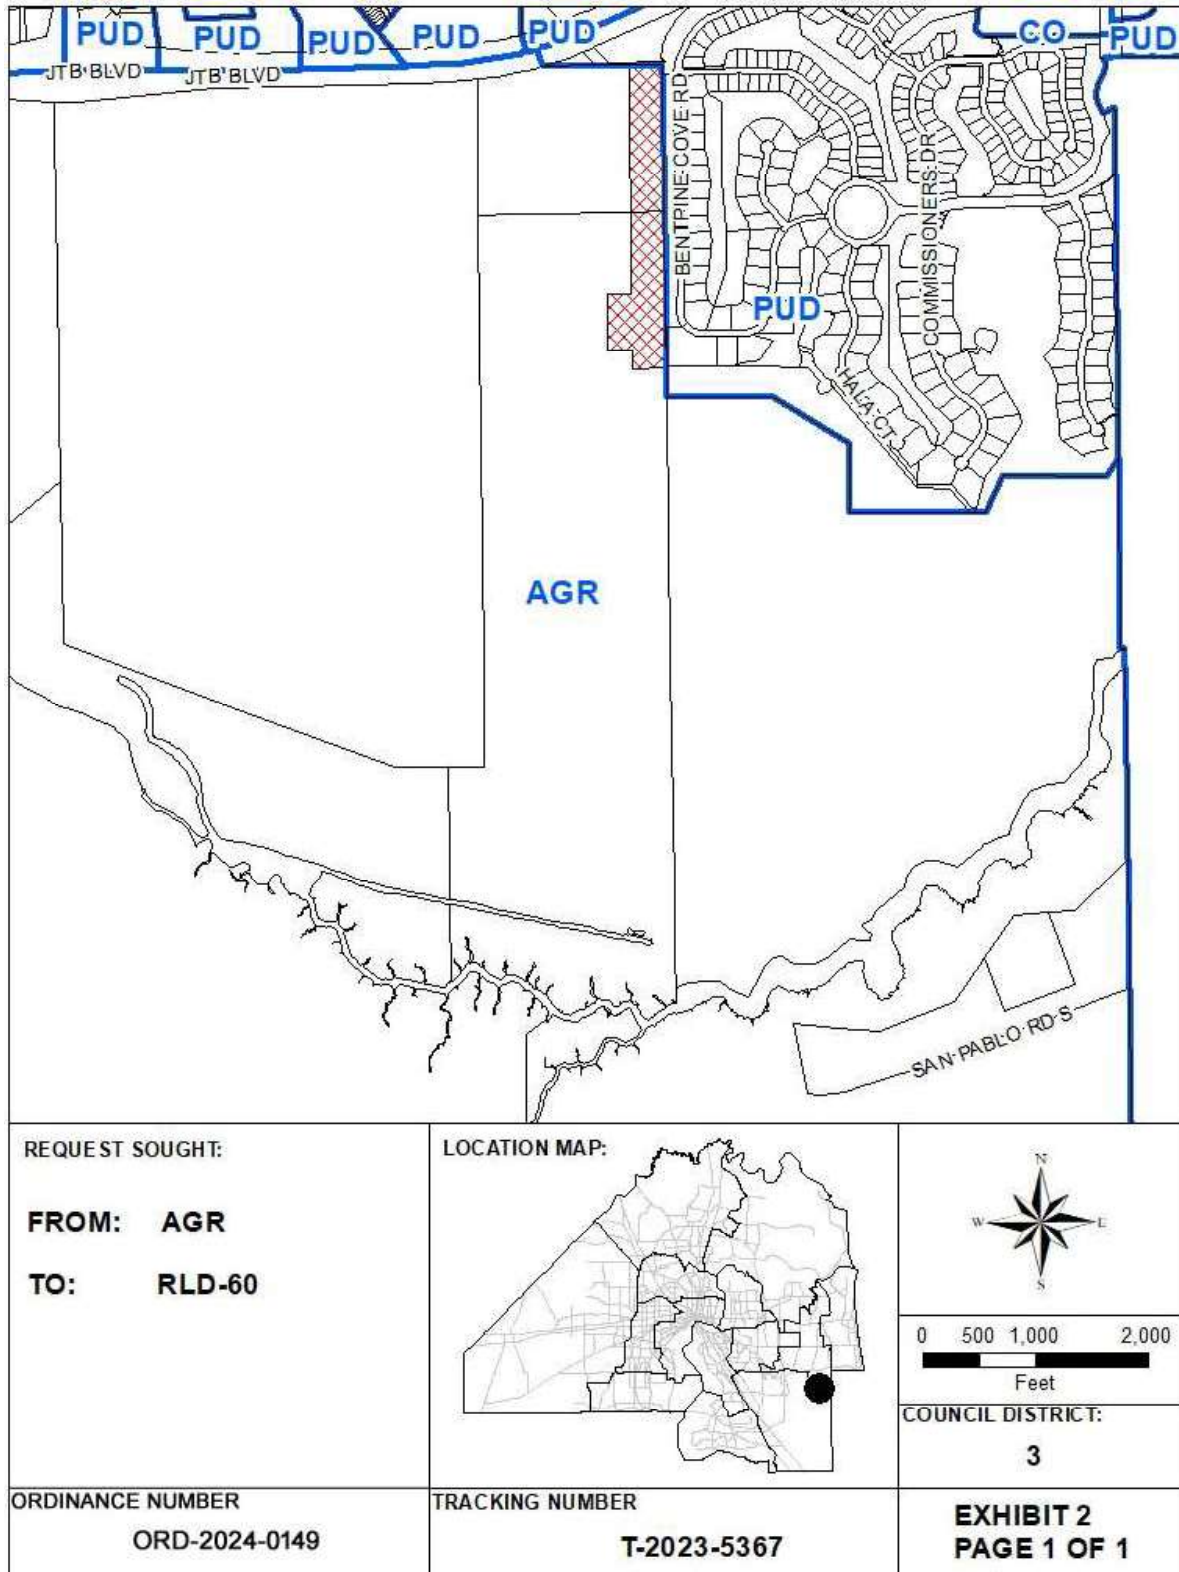 PUD
PUD
PUD
PUD
PUD
CO
PUD
JTB BLVD
JTB BLVD
BENTPINE COVE RD
COMMISSIONERS DR
PUD
HALA CT
AGR
SAN PABLO RD S
REQUEST SOUGHT:
FROM: AGR
TO: RLD-60
LOCATION MAP:
N
W
E
S
0 500 1,000 2,000
Feet
COUNCIL DISTRICT:
3
ORDINANCE NUMBER
ORD-2024-0149
TRACKING NUMBER
T-2023-5367
EXHIBIT 2
PAGE 1 OF 1